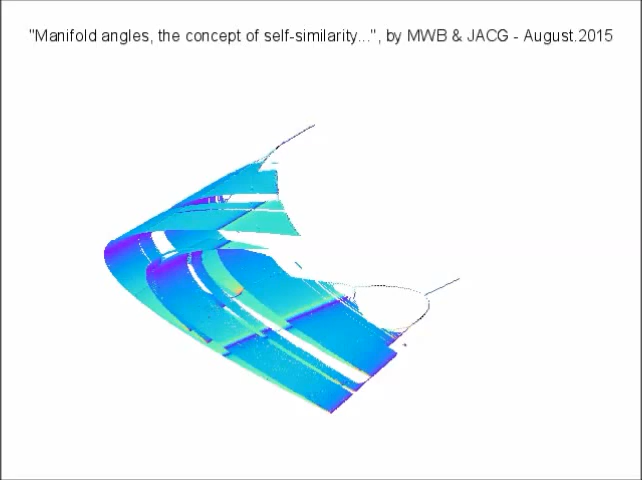 "Manifold angles, the concept of self-similarity...", by MWB & JACG - August.2015